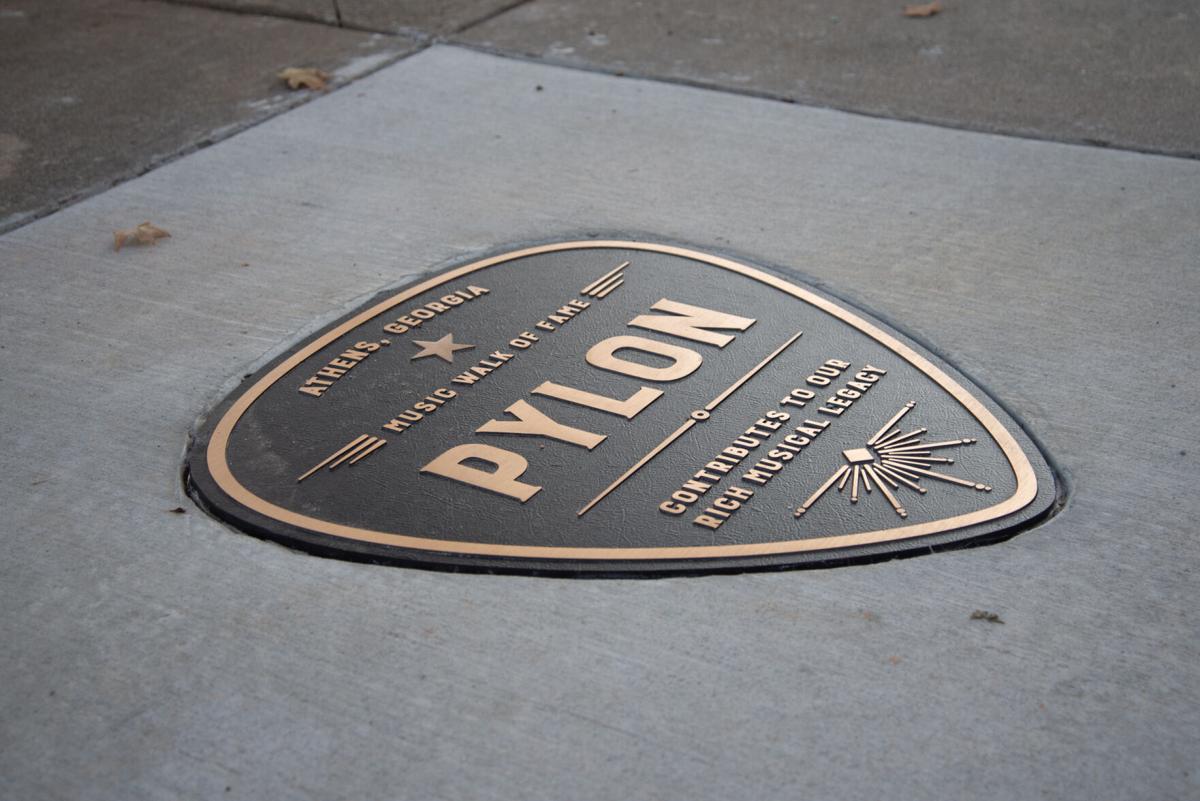 ATHENS, GEORGIA
MUSIC WALK OF FAME
PYLON
CONTRIBUTES TO OUR
RICH MUSICAL LEGACY